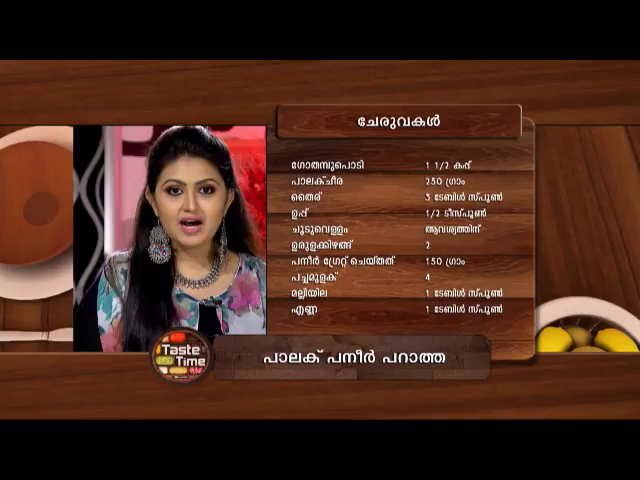 ചേരുവകൾ
ഗോതമ്പുപൊടി 1 1/2 കപ്പ്
പാലക്ചീര 250 ഗ്രാം
തൈര് 3 ടേബിൾ സ്പൂൺ
ഉപ്പ് 1/2 ടീസ്പൂൺ
ചൂടുവെള്ളം ആവശ്യത്തിന്
ഉരുളക്കിഴങ്ങ് 2
പനീർ ഗ്രേറ്റ് ചെയ്തത് 150 ഗ്രാം
പച്ചമുളക് 4
മല്ലിയില 1 ടേബിൾ സ്പൂൺ
എണ്ണ 1 ടേബിൾ സ്പൂൺ
Taste
Time
പാലക് പനീർ പറാത്ത